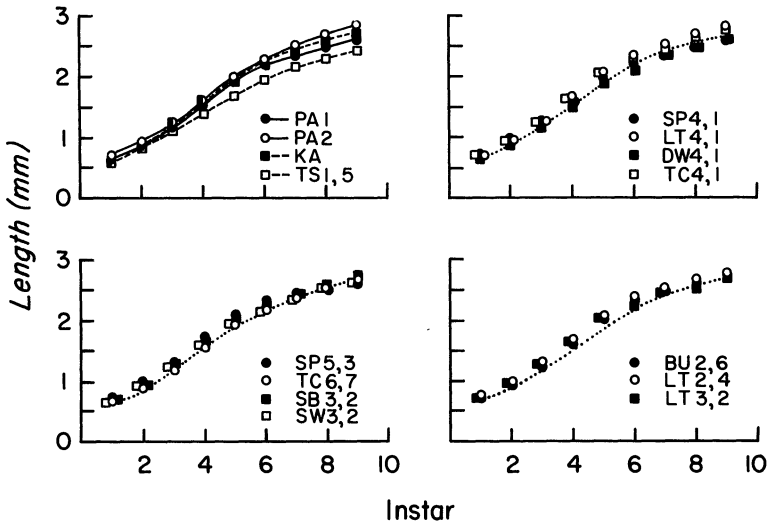 3
2
1
0
PA1
PA2
KA
TS1,5
SP4,1
LT4,1
DW4,1
TC4,1
Length (mm)
3
2
1
0
2
4
6
8
10
SP5,3
TC6,7
SB3,2
SW3,2
2
4
6
8
10
BU2,6
LT2,4
LT3,2
Instar